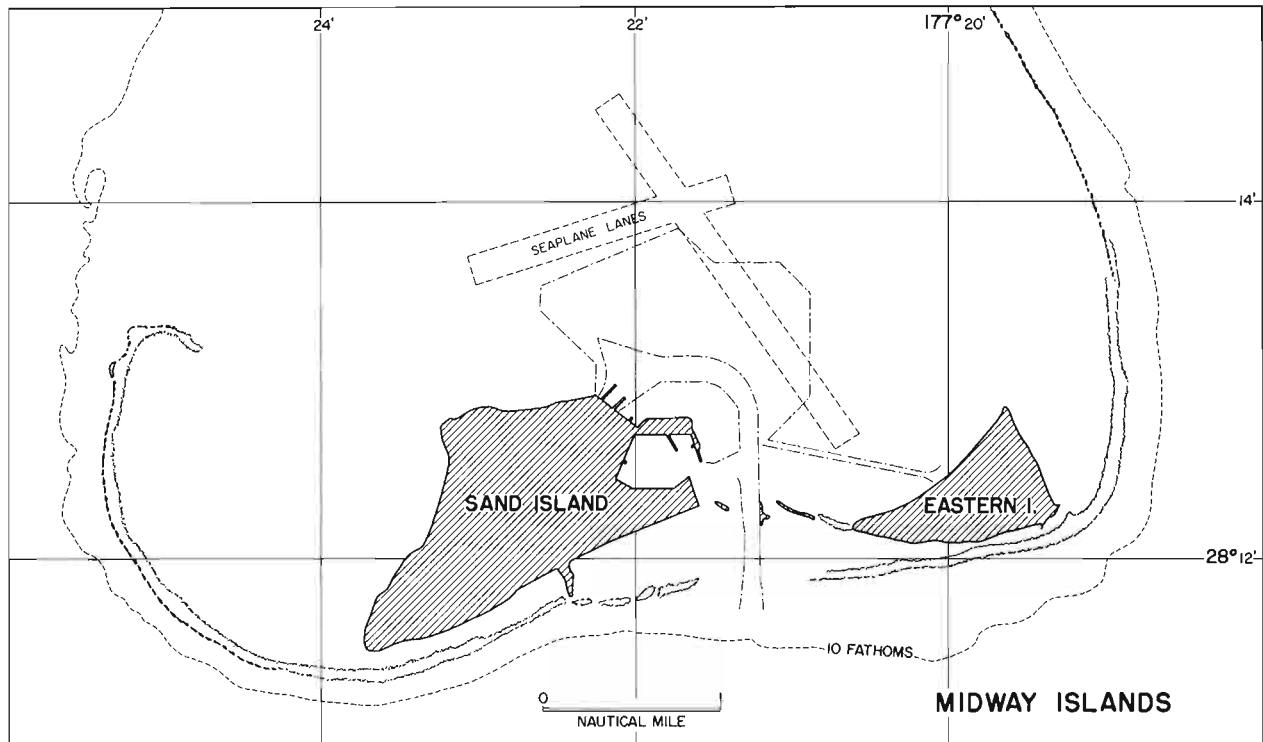 24'
22'
177° 20'
14'
SEAPLANE LANES
SAND ISLAND
EASTERN I.
28° 12'
10 FATHOMS
0 1
NAUTICAL MILE
MIDWAY ISLANDS